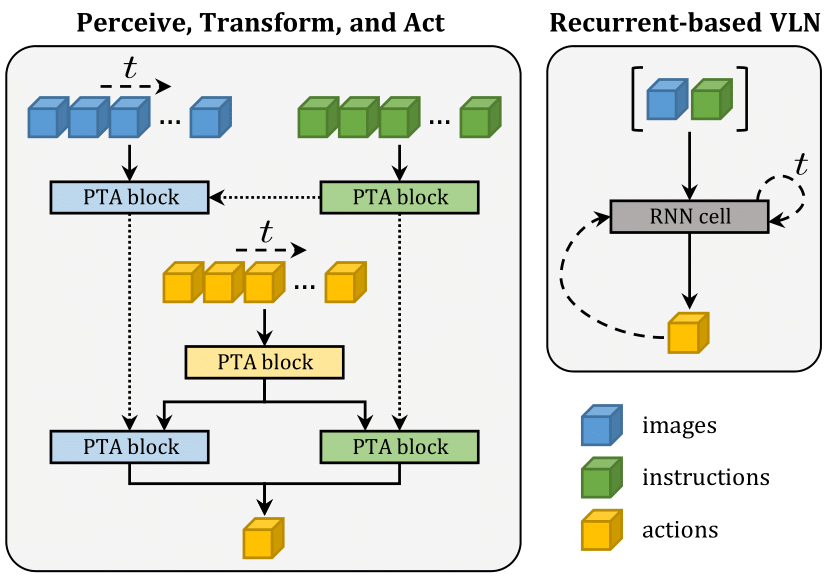 Perceive, Transform, and Act
t
...
...
PTA block
PTA block
t
...
PTA block
PTA block
PTA block
Recurrent-based VLN
[ ]
t
RNN cell
images
instructions
actions